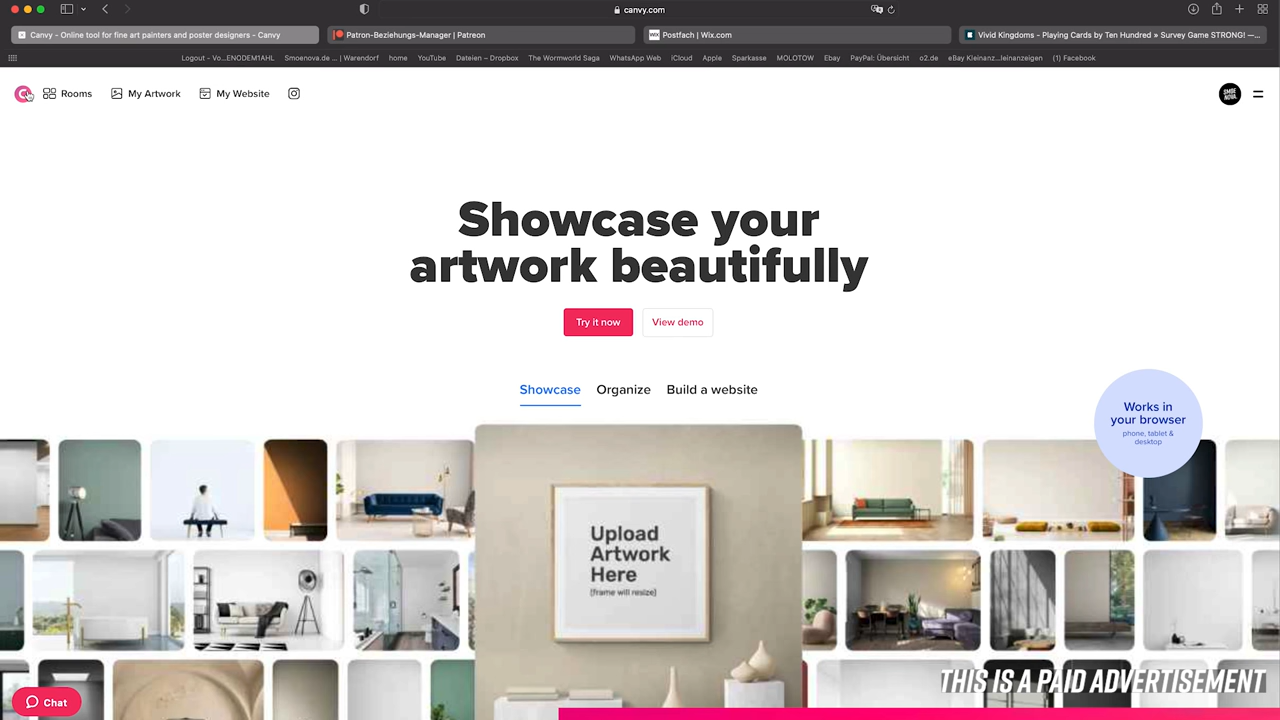 canvy.com
Canvy - Online tool for fine art painters and poster designers - Canvy
Patron-Beziehungs-Manager | Patreon
WIX
Postfach | Wix.com
Vivid Kingdoms - Playing Cards by Ten Hundred » Survey Game STRONG! —...
Logout - Vo...ENODEM1AHL
Smoenova.de ... | Warendorf
home
YouTube
Dateien – Dropbox
The Wormworld Saga
WhatsApp Web
iCloud
Apple
Sparkasse
MOLOTOW
Ebay
PayPal: Übersicht
o2.de
eBay Kleinanz...leinanzeigen
(1) Facebook
Rooms
My Artwork
My Website
SMOE
NOVA
Showcase your
artwork beautifully
Try it now
View demo
Showcase
Organize
Build a website
Works in
your browser
phone, tablet &
desktop
Upload
Artwork
Here
(frame will resize)
Chat
THIS IS A PAID ADVERTISEMENT